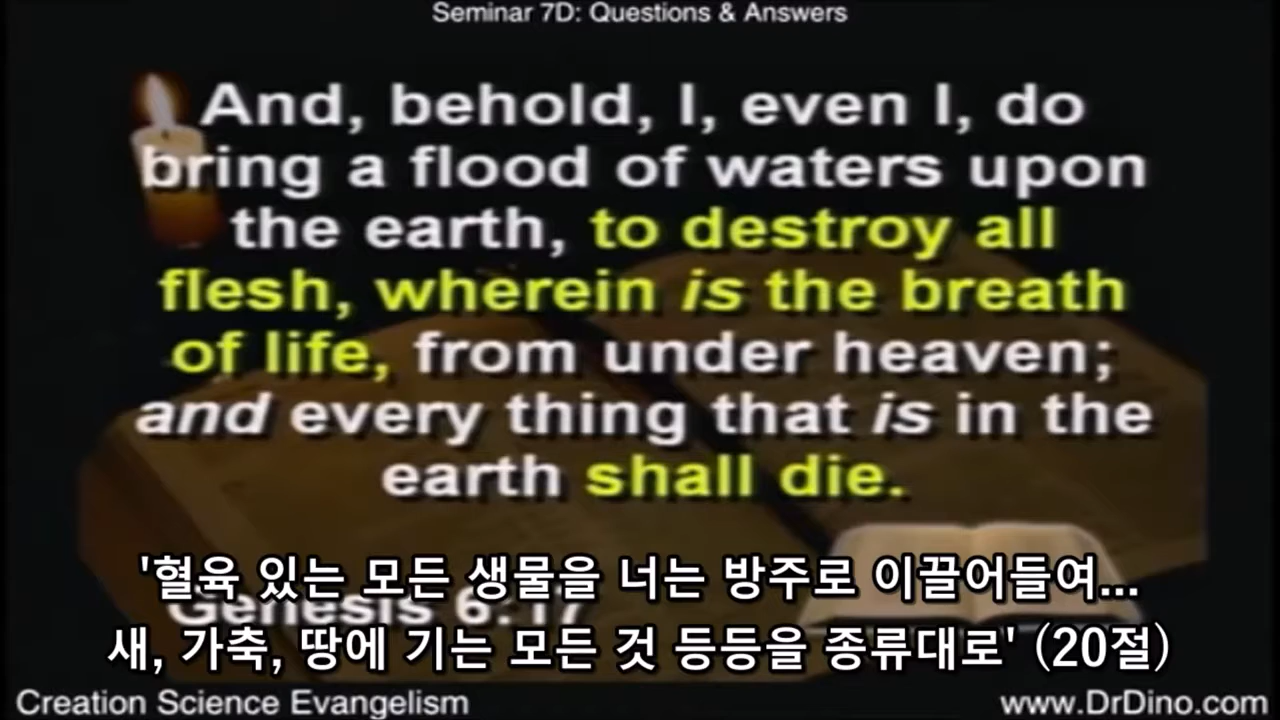 Seminar 7D: Questions & Answers
And, behold, I, even I, do
bring a flood of waters upon
the earth, to destroy all
flesh, wherein is the breath
of life, from under heaven;
and every thing that is in the
earth shall die.
'혈육 있는 모든 생물을 너는 방주로 이끌어들여...
Genesis 6:17
새, 가축, 땅에 기는 모든 것 등등을 종류대로' (20절)
Creation Science Evangelism
www.DrDino.com